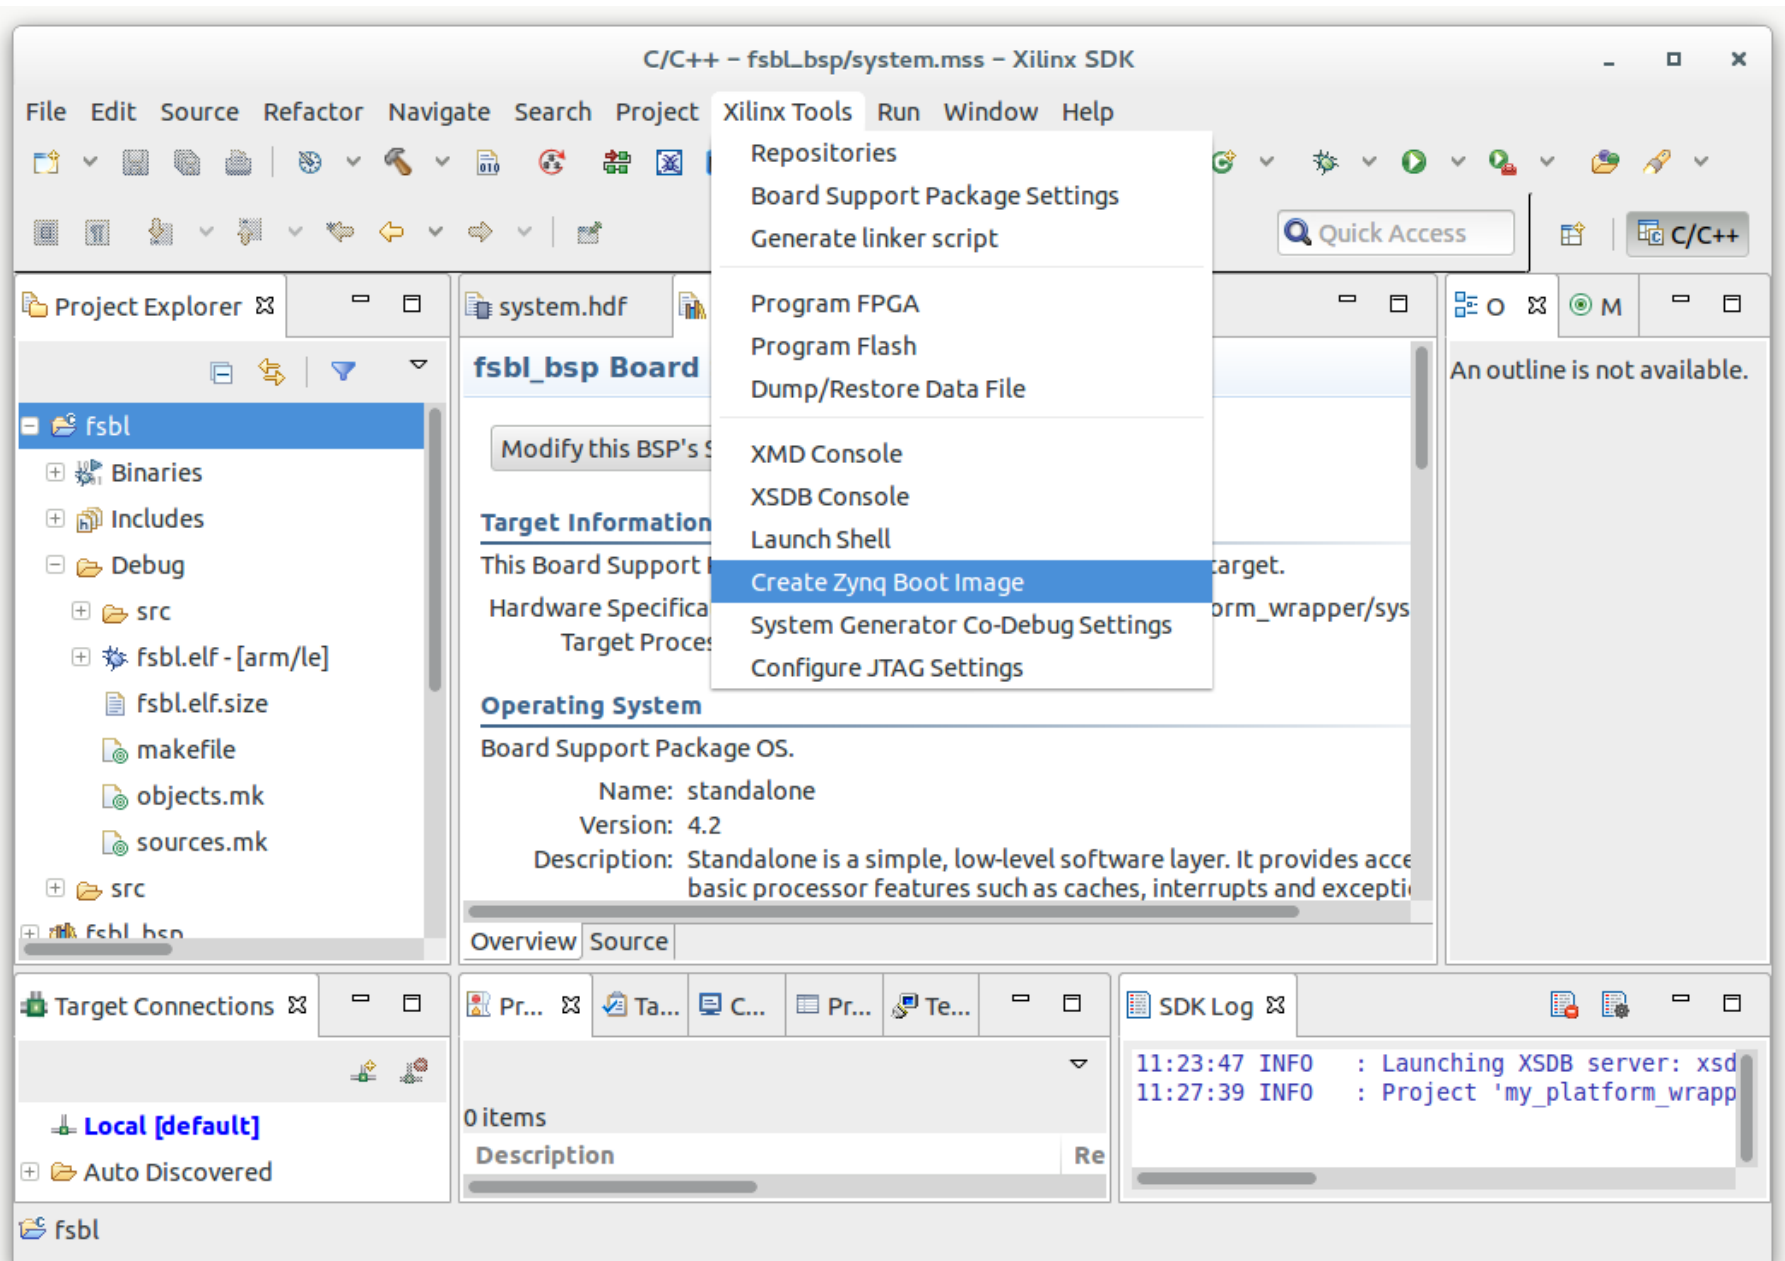 C/C++ – fsbl_bsp/system.mss – Xilinx SDK
File Edit Source Refactor Navigate Search Project Xilinx Tools Run Window Help
Repositories
Board Support Package Settings
Generate linker script
Program FPGA
Program Flash
Dump/Restore Data File
XMD Console
XSDB Console
Launch Shell
Create Zynq Boot Image
System Generator Co-Debug Settings
Configure JTAG Settings
Quick Access
C/C++
Project Explorer
fsbl
Binaries
Includes
Debug
src
fsbl.elf - [arm/le]
fsbl.elf.size
makefile
objects.mk
sources.mk
src
fsbl_bsp
system.hdf
fsbl_bsp Board
Modify this BSP's S
Target Information
This Board Support target.
Hardware Specifica orm_wrapper/sys
Target Proces
Operating System
Board Support Package OS.
Name: standalone
Version: 4.2
Description: Standalone is a simple, low-level software layer. It provides acce
basic processor features such as caches, interrupts and excepti
Overview Source
O M
An outline is not available.
Target Connections
Local [default]
Auto Discovered
Pr... Ta... C... Pr... Te...
0 items
Description Re
SDK Log
11:23:47 INFO : Launching XSDB server: xsd
11:27:39 INFO : Project 'my_platform_wrapp
fsbl